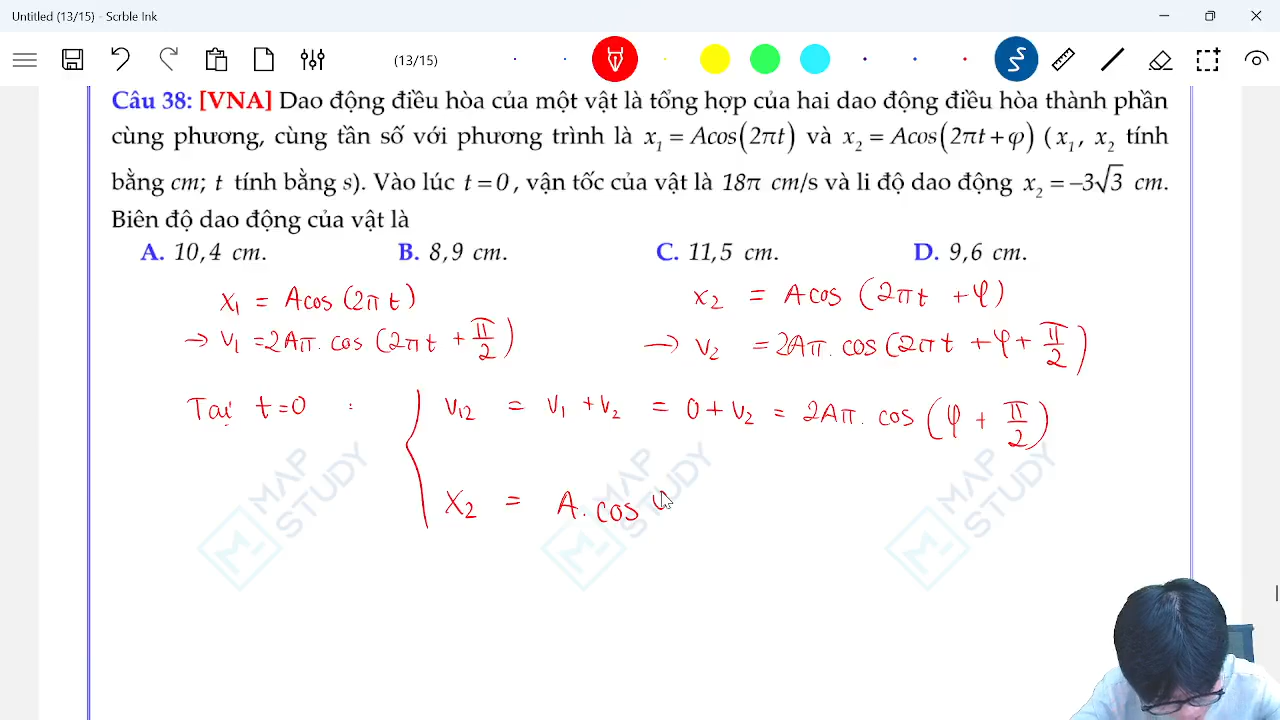 Untitled (13/15) - Scrble Ink
(13/15)
Câu 38: [VNA] Dao động điều hòa của một vật là tổng hợp của hai dao động điều hòa thành phần
cùng phương, cùng tần số với phương trình là x₁ = Acos(2πt) và x₂ = Acos(2πt + φ) (x₁, x₂ tính
bằng cm; t tính bằng s). Vào lúc t = 0, vận tốc của vật là 18π cm/s và li độ dao động x₂ = −3√3 cm.
Biên độ dao động của vật là
A. 10,4 cm. B. 8,9 cm. C. 11,5 cm. D. 9,6 cm.
x₁ = Acos(2πt) x₂ = Acos(2πt + φ)
→ v₁ = 2Aπ.cos(2πt + π/2) → v₂ = 2Aπ.cos(2πt + φ + π/2)
Tại t = 0 : v₁₂ = v₁ + v₂ = 0 + v₂ = 2Aπ.cos(φ + π/2)
x₂ = A.cos
MAP STUDY
MAP STUDY
MAP STUDY